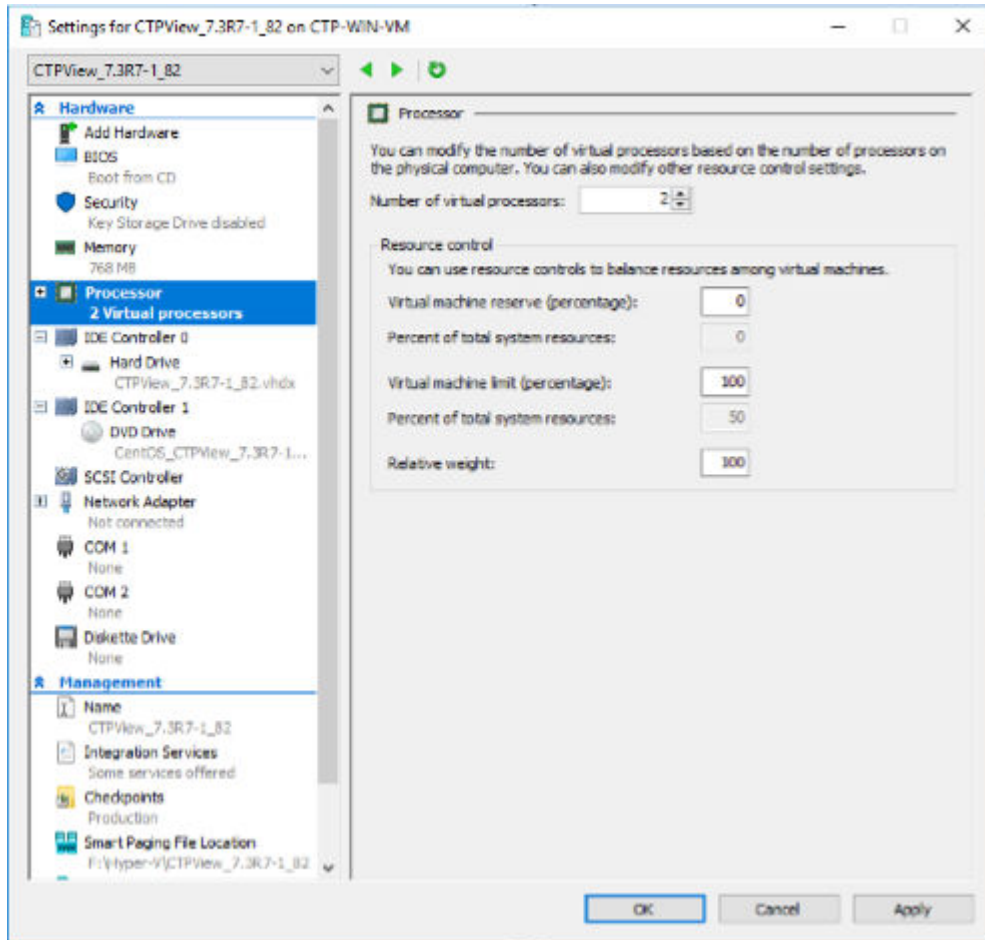 Settings for CTPView_7.3R7-1_82 on CTP-WIN-VM
CTPView_7.3R7-1_82
Hardware
Add Hardware
BIOS
Boot from CD
Security
Key Storage Drive disabled
Memory
768 MB
Processor
2 Virtual processors
IDE Controller 0
Hard Drive
CTPView_7.3R7-1_82.vhdx
IDE Controller 1
DVD Drive
CentOS_CTPView_7.3R7-1...
SCSI Controller
Network Adapter
Not connected
COM 1
None
COM 2
None
Diskette Drive
None
Management
Name
CTPView_7.3R7-1_82
Integration Services
Some services offered
Checkpoints
Production
Smart Paging File Location
F:\Hyper-V\CTPView_7.3R7-1_82
Processor
You can modify the number of virtual processors based on the number of processors on
the physical computer. You can also modify other resource control settings.
Number of virtual processors: 2
Resource control
You can use resource controls to balance resources among virtual machines.
Virtual machine reserve (percentage): 0
Percent of total system resources: 0
Virtual machine limit (percentage): 100
Percent of total system resources: 50
Relative weight: 100
OK Cancel Apply